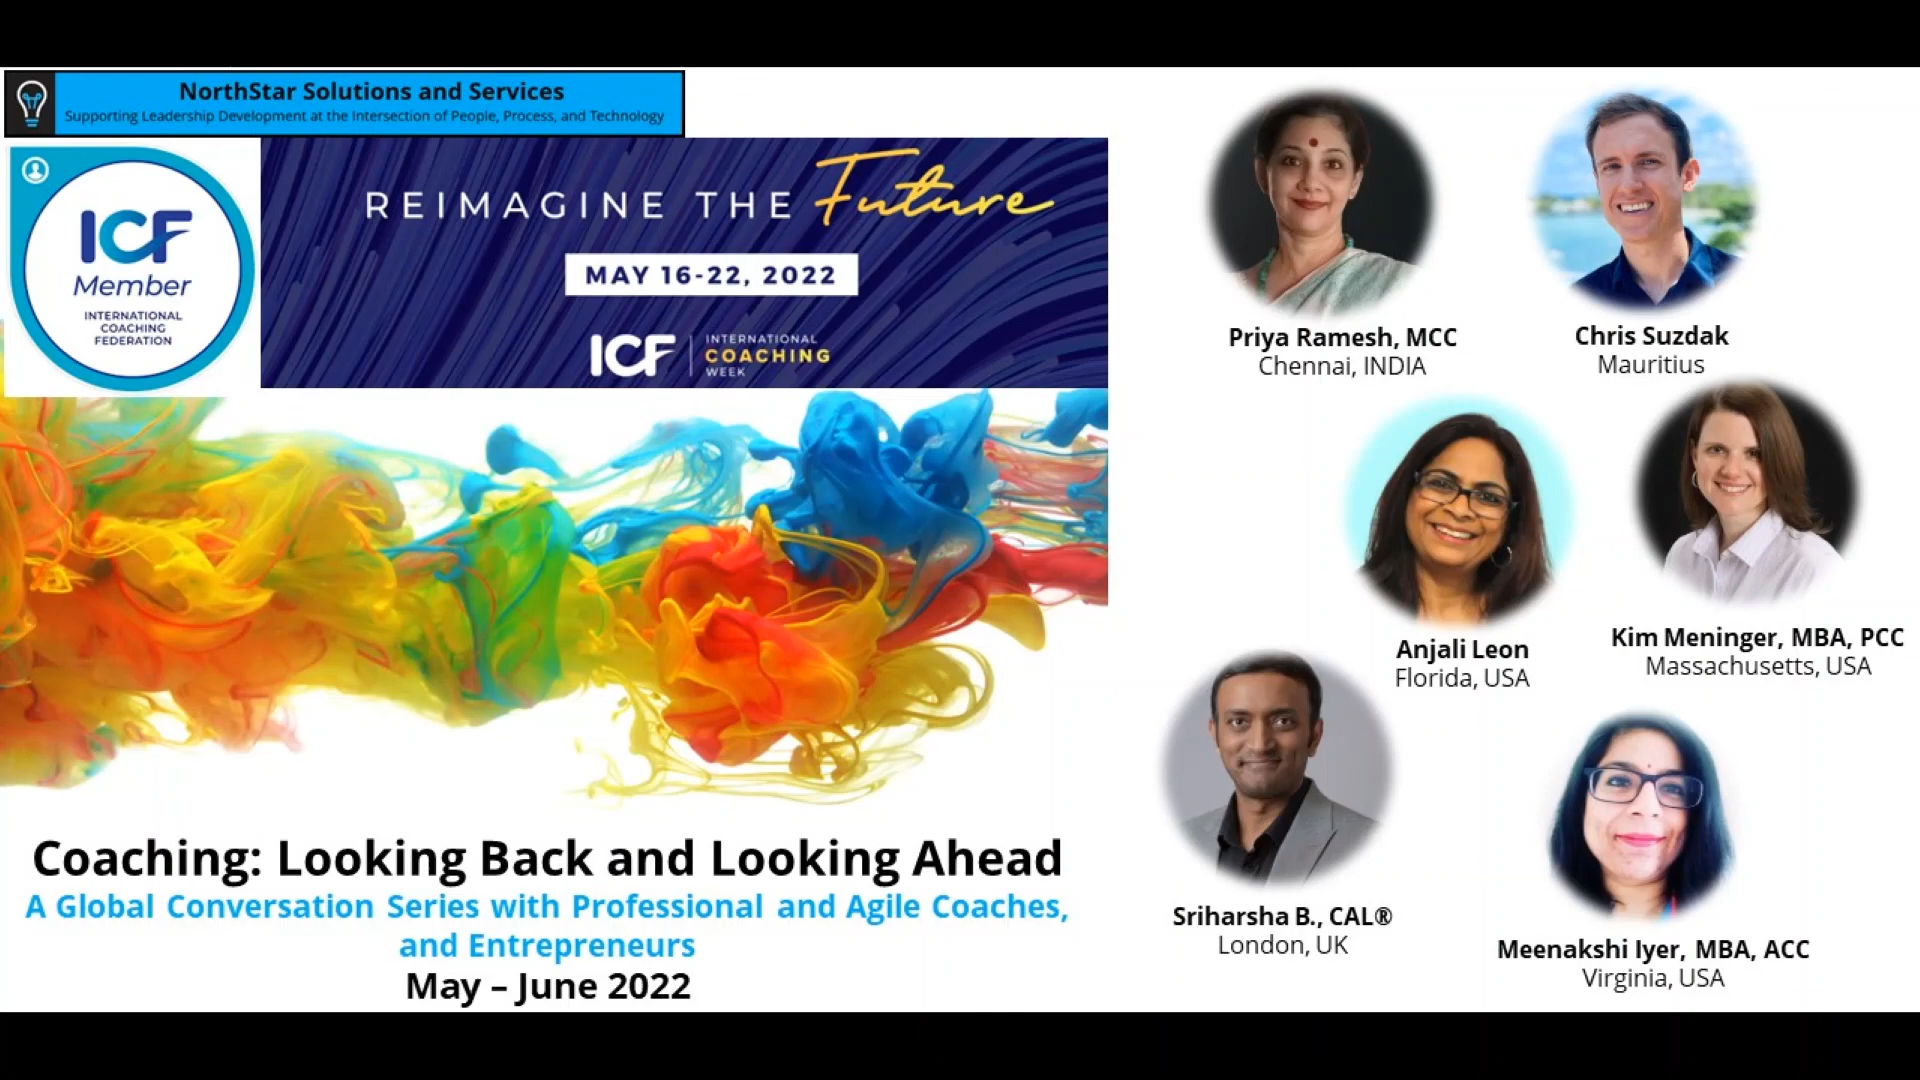 NorthStar Solutions and Services
Supporting Leadership Development at the Intersection of People, Process, and Technology
ICF
Member
INTERNATIONAL
COACHING
FEDERATION
REIMAGINE THE Future
MAY 16-22, 2022
ICF
INTERNATIONAL
COACHING
WEEK
Coaching: Looking Back and Looking Ahead
A Global Conversation Series with Professional and Agile Coaches,
and Entrepreneurs
May – June 2022
Priya Ramesh, MCC
Chennai, INDIA
Chris Suzdak
Mauritius
Anjali Leon
Florida, USA
Kim Meninger, MBA, PCC
Massachusetts, USA
Sriharsha B., CAL®
London, UK
Meenakshi Iyer, MBA, ACC
Virginia, USA